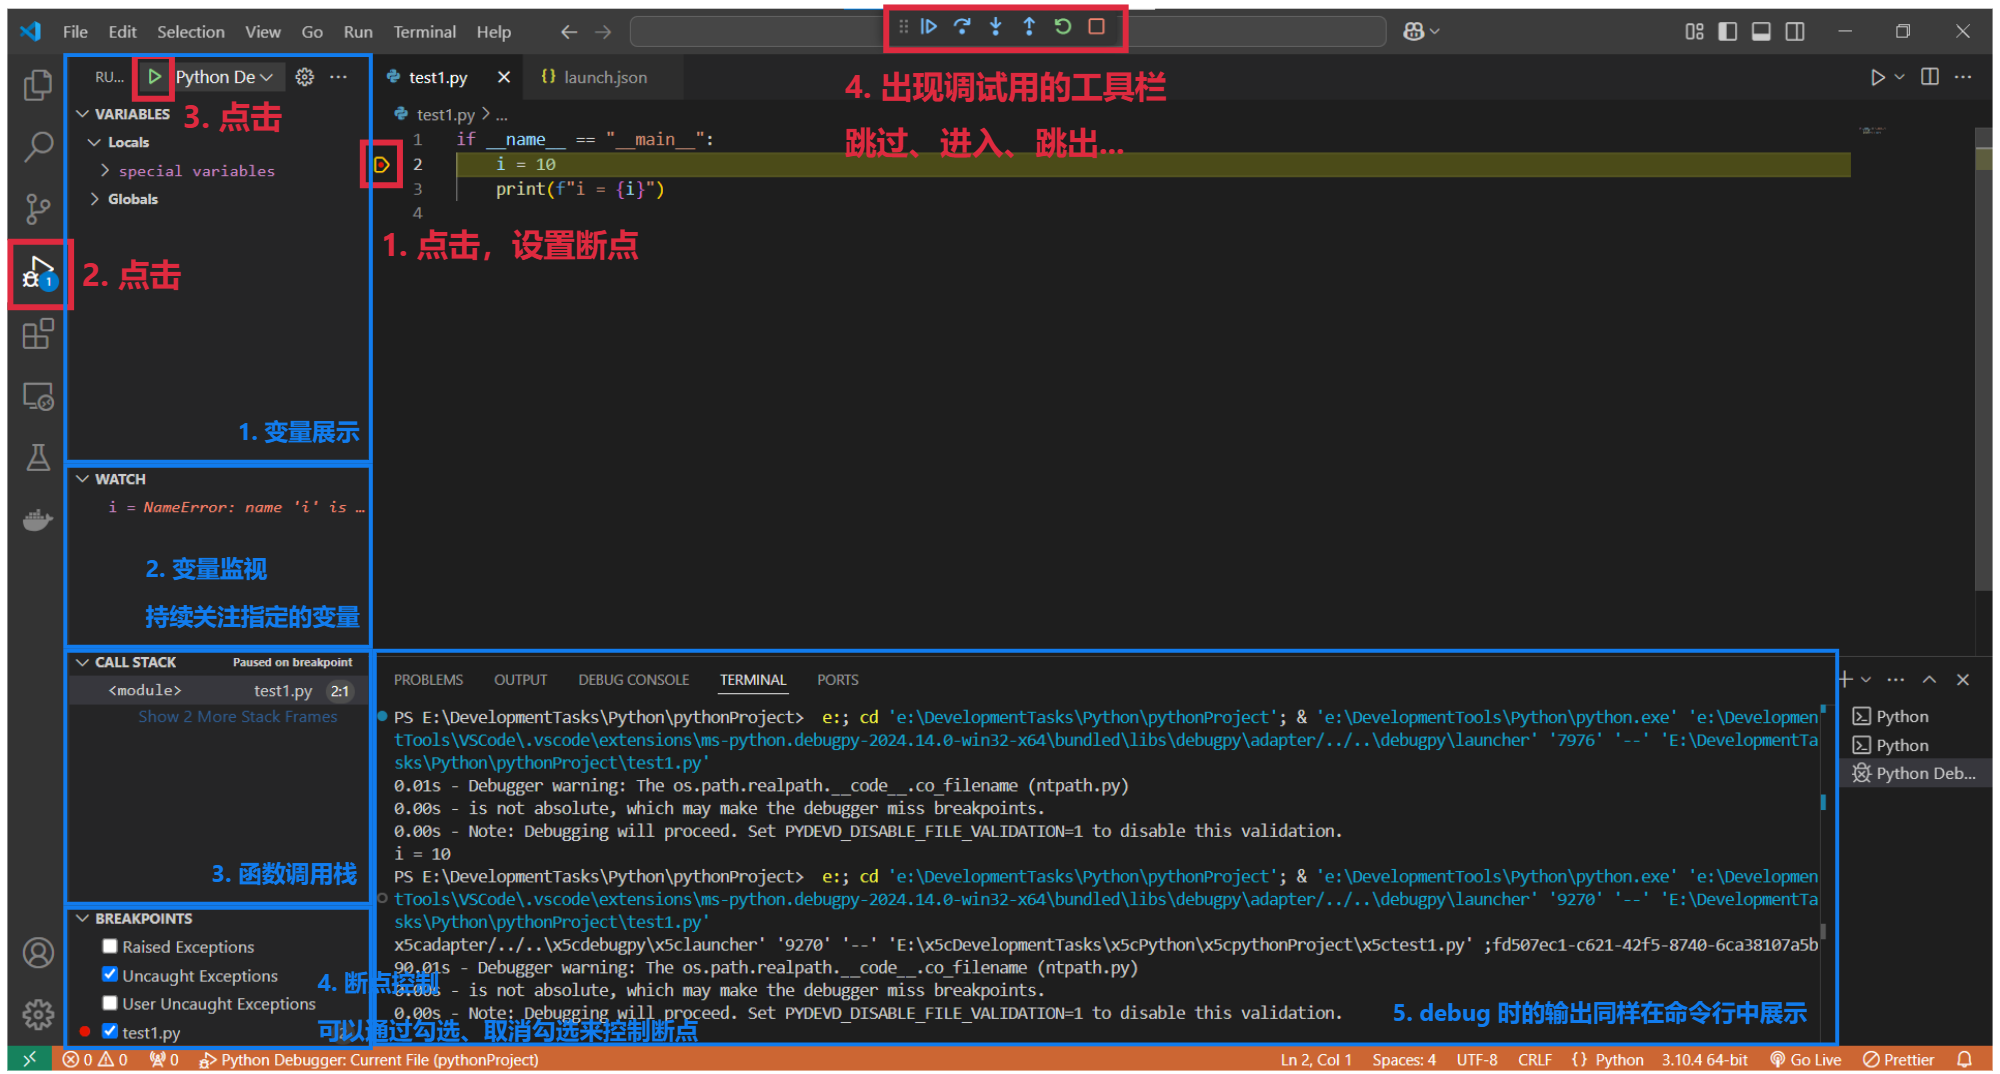 File Edit Selection View Go Run Terminal Help
RU... Python De
3. 点击
test1.py launch.json
4. 出现调试用的工具栏
跳过、进入、跳出...
VARIABLES
Locals
special variables
Globals
test1.py > ...
1 if __name__ == "__main__":
2 i = 10
3 print(f"i = {i}")
4
1. 点击，设置断点
1
2. 点击
1. 变量展示
WATCH
i = NameError: name 'i' is …
2. 变量监视
持续关注指定的变量
CALL STACK Paused on breakpoint
<module> test1.py 2:1
Show 2 More Stack Frames
3. 函数调用栈
BREAKPOINTS
Raised Exceptions
Uncaught Exceptions
User Uncaught Exceptions
test1.py
4. 断点控制
可以通过勾选、取消勾选来控制断点
PROBLEMS OUTPUT DEBUG CONSOLE TERMINAL PORTS
PS E:\DevelopmentTasks\Python\pythonProject> e:; cd 'e:\DevelopmentTasks\Python\pythonProject'; & 'e:\DevelopmentTools\Python\python.exe' 'e:\Developmen
tTools\VSCode\.vscode\extensions\ms-python.debugpy-2024.14.0-win32-x64\bundled\libs\debugpy\adapter/../..\debugpy\launcher' '7976' '--' 'E:\DevelopmentTa
sks\Python\pythonProject\test1.py'
0.01s - Debugger warning: The os.path.realpath.__code__.co_filename (ntpath.py)
0.00s - is not absolute, which may make the debugger miss breakpoints.
0.00s - Note: Debugging will proceed. Set PYDEVD_DISABLE_FILE_VALIDATION=1 to disable this validation.
i = 10
PS E:\DevelopmentTasks\Python\pythonProject> e:; cd 'e:\DevelopmentTasks\Python\pythonProject'; & 'e:\DevelopmentTools\Python\python.exe' 'e:\Developmen
tTools\VSCode\.vscode\extensions\ms-python.debugpy-2024.14.0-win32-x64\bundled\libs\debugpy\adapter/../..\debugpy\launcher' '9270' '--' 'E:\DevelopmentTa
sks\Python\pythonProject\test1.py'
x5cadapter/../..\x5cdebugpy\x5claucher' '9270' '--' 'E:\x5cDevelopmentTasks\x5cPython\x5cpythonProject\x5ctest1.py' ;fd507ec1-c621-42f5-8740-6ca38107a5b
90.01s - Debugger warning: The os.path.realpath.__code__.co_filename (ntpath.py)
0.00s - is not absolute, which may make the debugger miss breakpoints.
0.00s - Note: Debugging will proceed. Set PYDEVD_DISABLE_FILE_VALIDATION=1 to disable this validation.
5. debug 时的输出同样在命令行中展示
Python
Python
Python Deb...
0 0 0 Python Debugger: Current File (pythonProject) Ln 2, Col 1 Spaces: 4 UTF-8 CRLF {} Python 3.10.4 64-bit Go Live Prettier